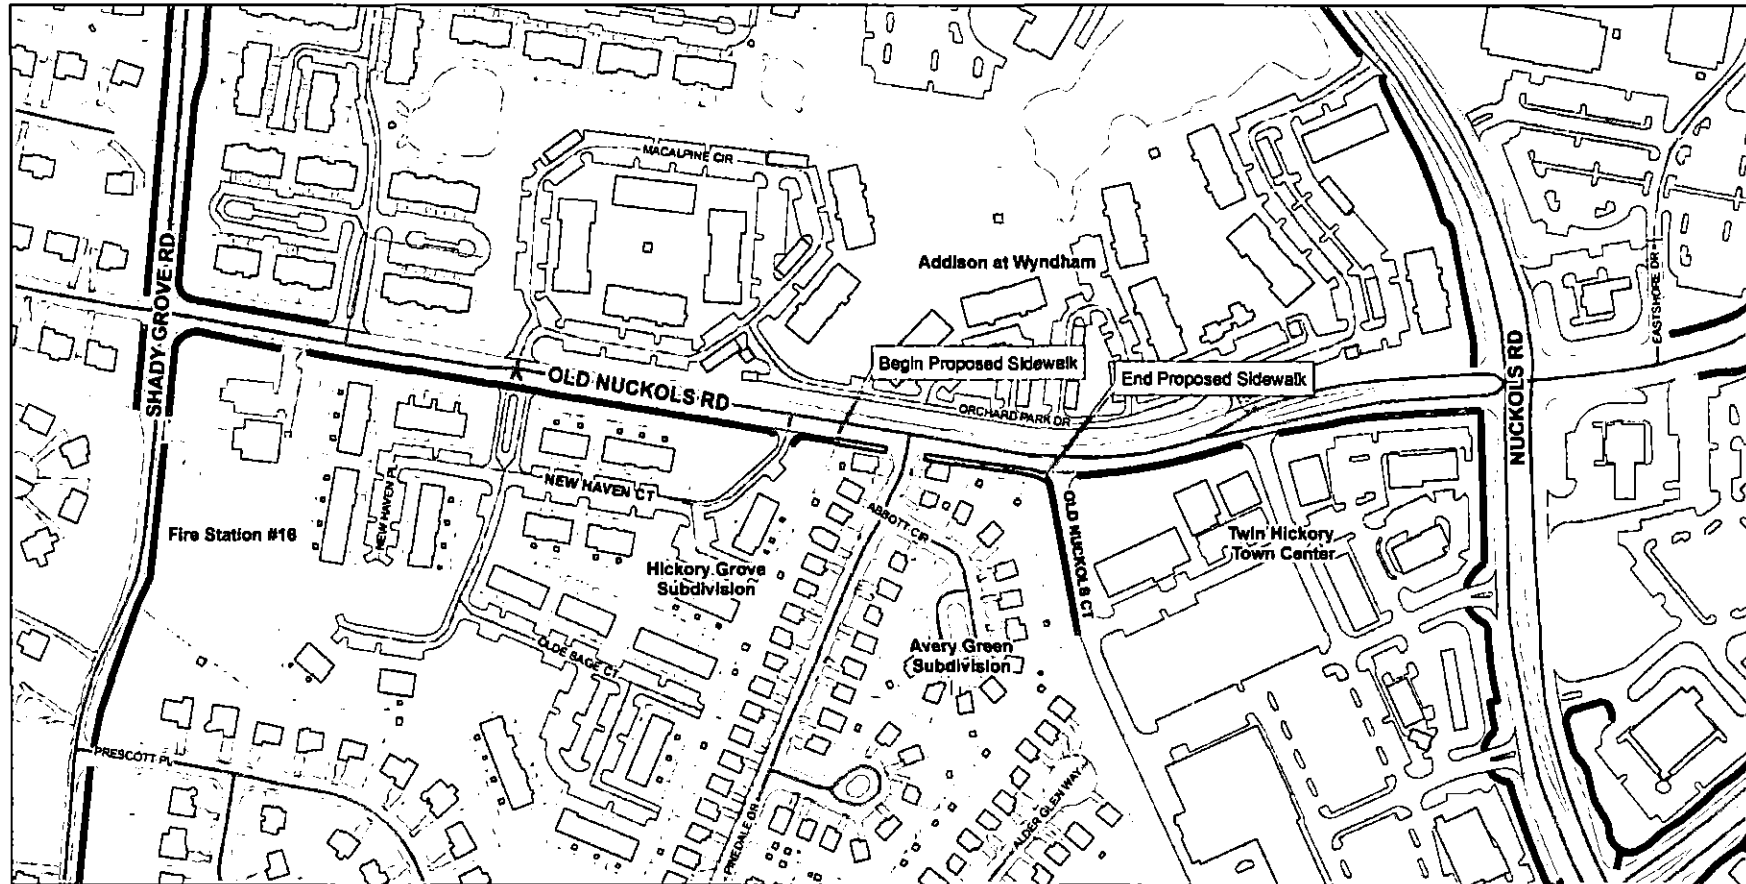 MACALPINE CIR
SHADY GROVE RD
Addison at Wyndham
EASTSHORE DR
Begin Proposed Sidewalk
End Proposed Sidewalk
OLD NUCKOLS RD
ORCHARD PARK DR
NUCKOLS RD
NEW HAVEN PL
NEW HAVEN CT
ABBOTT CIR
OLD NUCKOLS CT
Fire Station #16
Twin Hickory
Town Center
Hickory Grove
Subdivision
OLDE SAGE CT
Avery Green
Subdivision
PRESCOTT PL
PINEDALE DR
ALDER GLEN WAY